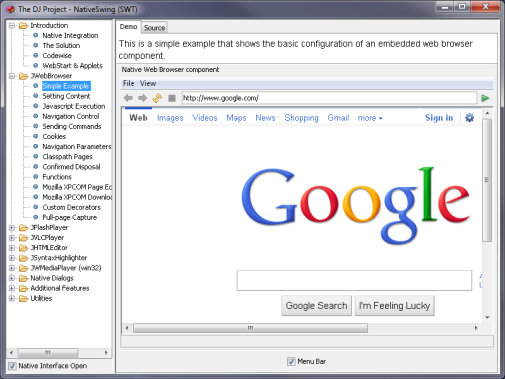 The DJ Project - NativeSwing (SWT)
Introduction
Native Integration
The Solution
Codewise
WebStart & Applets
JWebBrowser
Simple Example
Setting Content
Javascript Execution
Navigation Control
Sending Commands
Cookies
Navigation Parameters
Classpath Pages
Confirmed Disposal
Functions
Mozilla XPCOM Page Ed
Mozilla XPCOM Downloa
Custom Decorators
Full-page Capture
JFlashPlayer
JVLCPlayer
JHTMLEditor
JSyntaxHighlighter
JWMediaPlayer (win32)
Native Dialogs
Additional Features
Utilities
Native Interface Open
Demo Source
This is a simple example that shows the basic configuration of an embedded web browser
component.
Native Web Browser component
File View
http://www.google.com/
Web Images Videos Maps News Shopping Gmail more Sign in
Google
Google Search I'm Feeling Lucky
Menu Bar